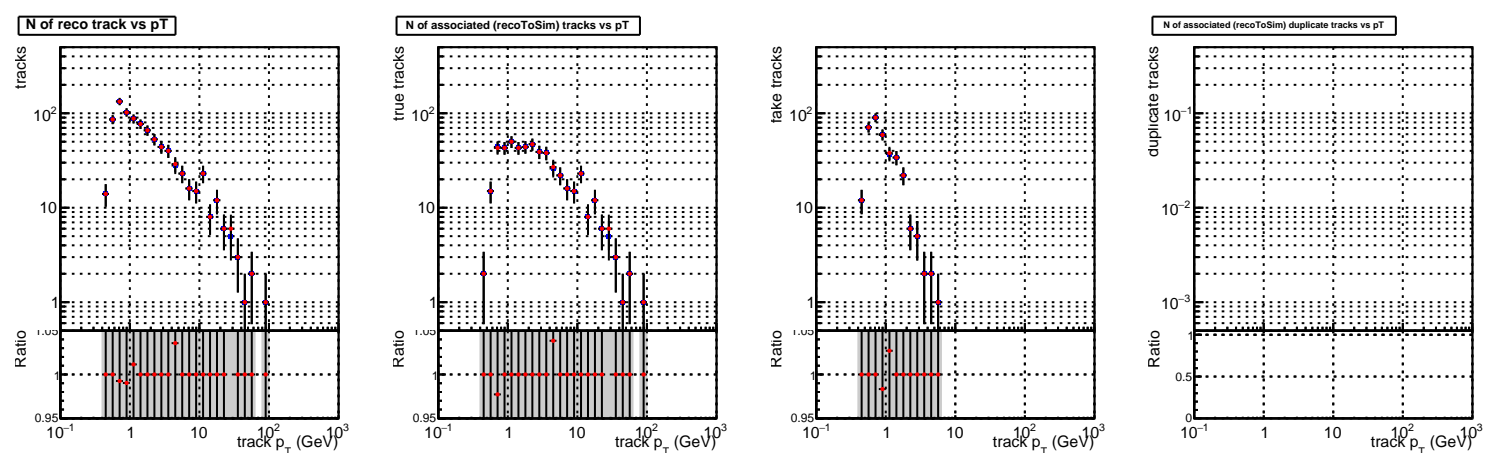 N of reco track vs pT
tracks
10²
10
1
Ratio
1.05
1
0.95
10⁻¹ 1 10 10² 10³
track p_T (GeV)
N of associated (recoToSim) tracks vs pT
true tracks
10²
10
1
Ratio
1.05
1
0.95
10⁻¹ 1 10 10² 10³
track p_T (GeV)
fake tracks
10²
10
1
Ratio
1.05
1
0.95
10⁻¹ 1 10 10² 10³
track p_T (GeV)
N of associated (recoToSim) duplicate tracks vs pT
duplicate tracks
10⁻¹
10⁻²
10⁻³
Ratio
1
0.5
0
10⁻¹ 1 10 10² 10³
track p_T (GeV)